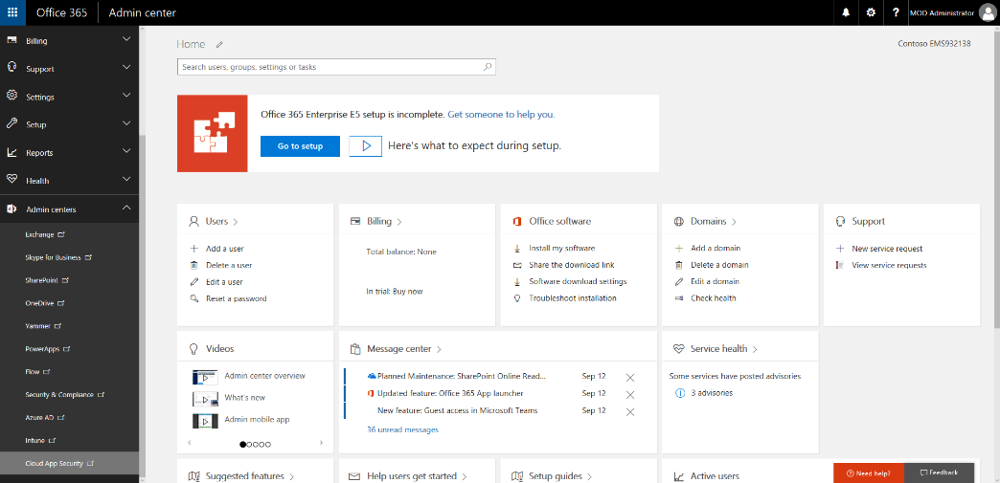 Office 365 Admin center
MOD Administrator
Billing
Support
Settings
Setup
Reports
Health
Admin centers
Exchange
Skype for Business
SharePoint
OneDrive
Yammer
PowerApps
Flow
Security & Compliance
Azure AD
Intune
Cloud App Security
Home
Contoso EMS932138
Search users, groups, settings or tasks
Office 365 Enterprise E5 setup is incomplete. Get someone to help you.
Go to setup
Here's what to expect during setup.
Users
Add a user
Delete a user
Edit a user
Reset a password
Billing
Total balance: None
In trial: Buy now
Office software
Install my software
Share the download link
Software download settings
Troubleshoot installation
Domains
Add a domain
Delete a domain
Edit a domain
Check health
Support
New service request
View service requests
Videos
Admin center overview
What's new
Admin mobile app
Message center
Planned Maintenance: SharePoint Online Read... Sep 12
Updated feature: Office 365 App launcher Sep 12
New feature: Guest access in Microsoft Teams Sep 12
36 unread messages
Service health
Some services have posted advisories
3 advisories
Suggested features
Help users get started
Setup guides
Active users
Need help?
Feedback